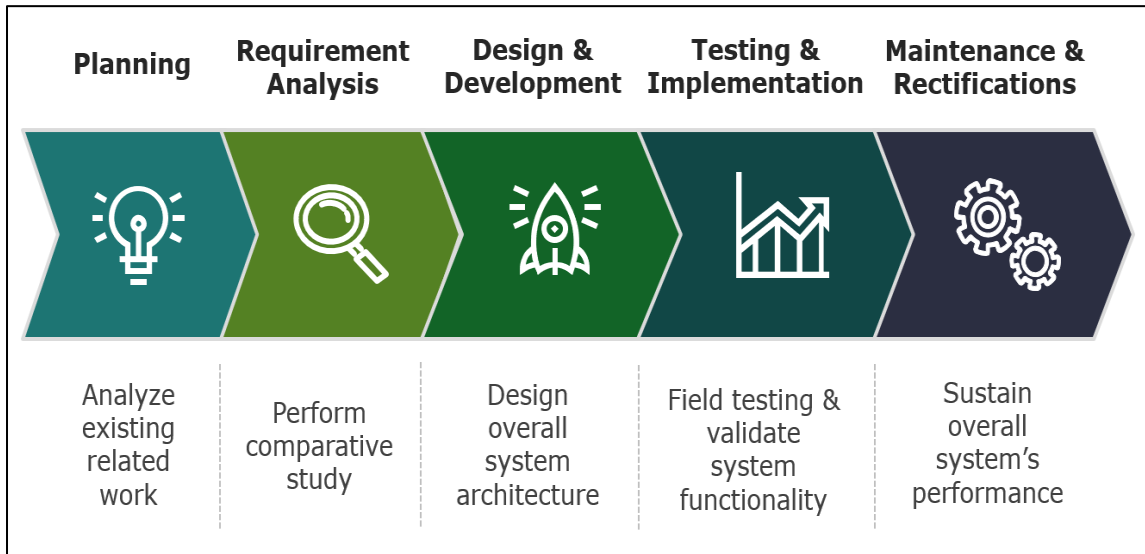 Planning
Requirement
Analysis
Design &
Development
Testing &
Implementation
Maintenance &
Rectifications
Analyze
existing
related
work
Perform
comparative
study
Design
overall
system
architecture
Field testing &
validate
system
functionality
Sustain
overall
system’s
performance